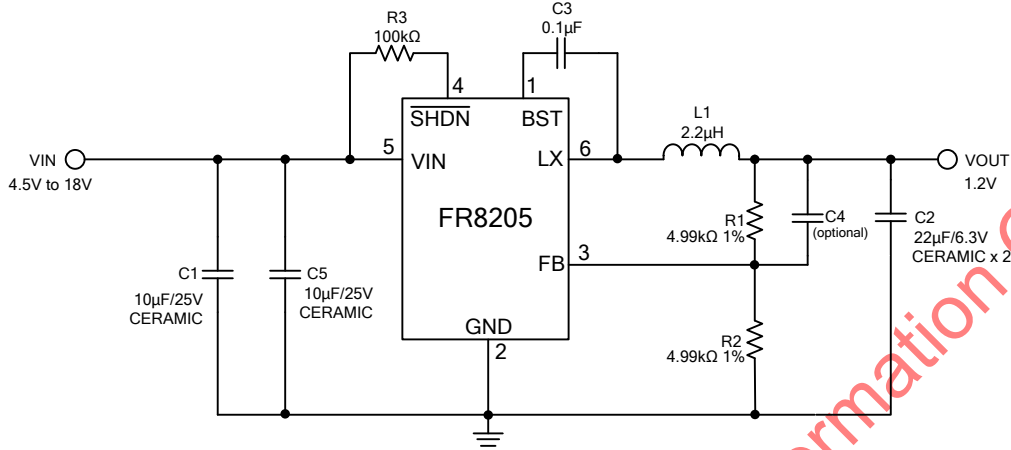 R3
100kΩ
C3
0.1µF
4
1
SHDN
BST
L1
2.2µH
VIN
4.5V to 18V
5
VIN
LX
6
VOUT
1.2V
FR8205
R1
4.99kΩ 1%
C4
(optional)
C2
22µF/6.3V
CERAMIC x 2
FB
3
C1
10µF/25V
CERAMIC
C5
10µF/25V
CERAMIC
GND
2
R2
4.99kΩ 1%